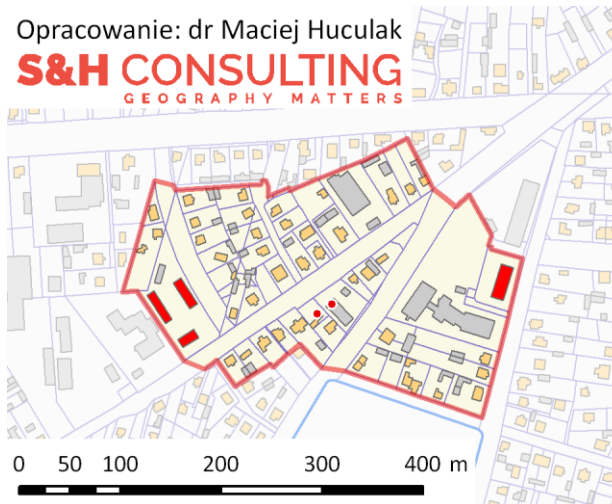 Opracowanie: dr Maciej Huculak
S&H CONSULTING
GEOGRAPHY MATTERS
0 50 100 200 300 400 m